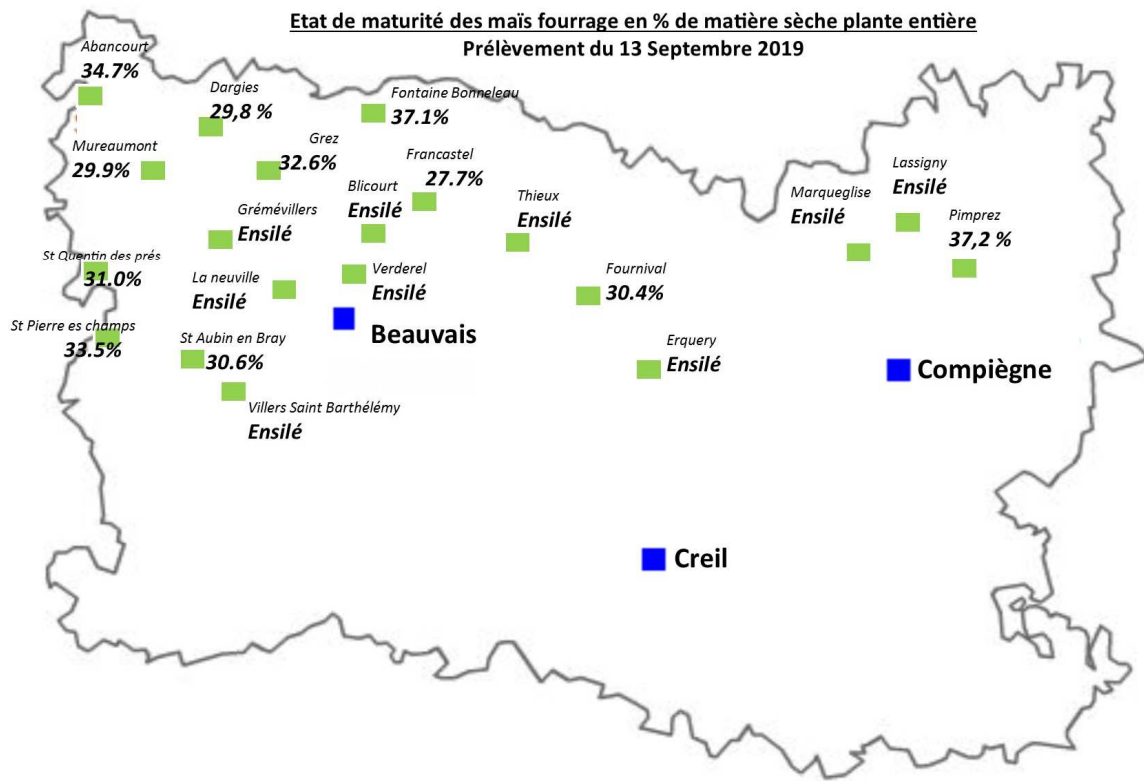 Etat de maturité des maïs fourrage en % de matière sèche plante entière
Prélèvement du 13 Septembre 2019
Abancourt
34.7%
Dargies
29,8 %
Fontaine Bonneleau
37.1%
Mureaumont
29.9%
Grez
32.6%
Francastel
27.7%
Blicourt
Ensilé
Thieux
Ensilé
Lassigny
Ensilé
Marqueglise
Ensilé
Pimprez
37,2 %
Grémévillers
Ensilé
St Quentin des prés
31.0%
La neuville
Ensilé
Verderel
Ensilé
Fournival
30.4%
St Pierre es champs
33.5%
St Aubin en Bray
30.6%
Beauvais
Erquery
Ensilé
Compiègne
Villers Saint Barthélémy
Ensilé
Creil